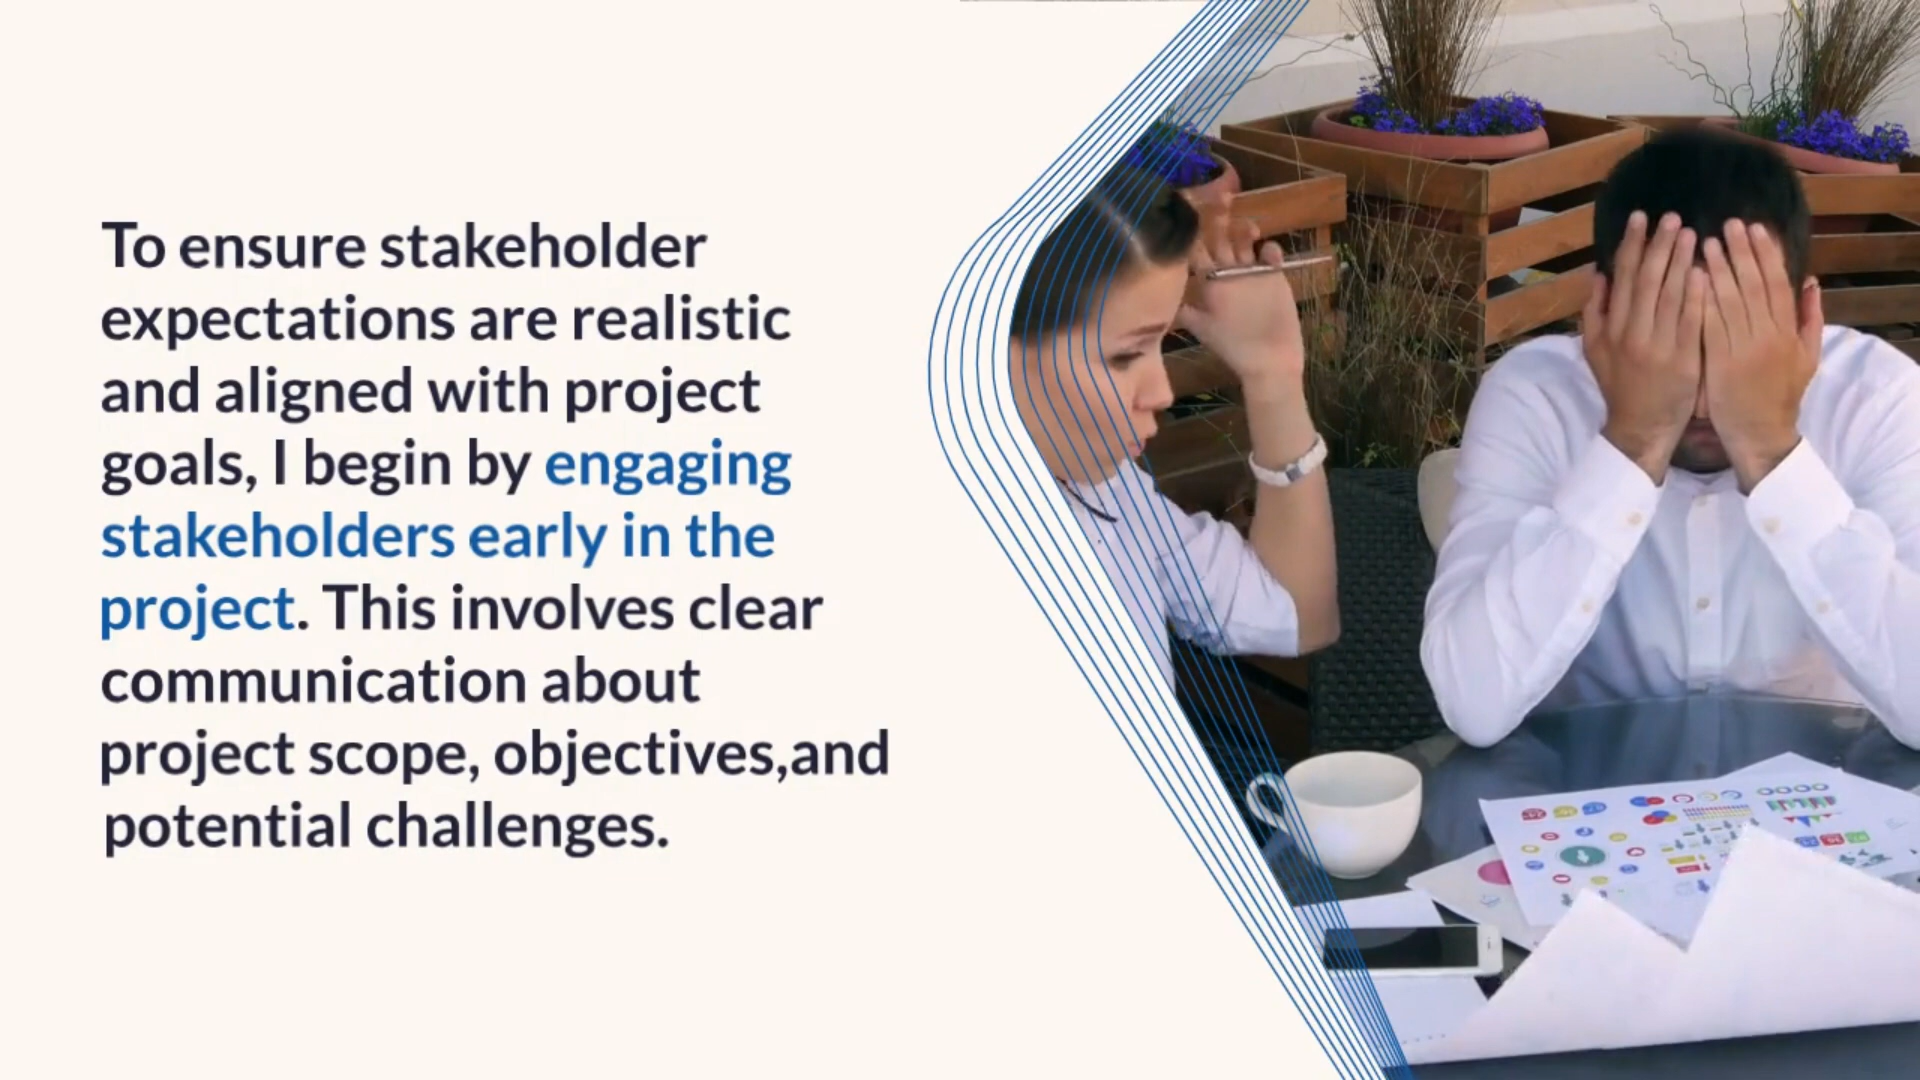 To ensure stakeholder
expectations are realistic
and aligned with project
goals, I begin by engaging
stakeholders early in the
project. This involves clear
communication about
project scope, objectives,and
potential challenges.